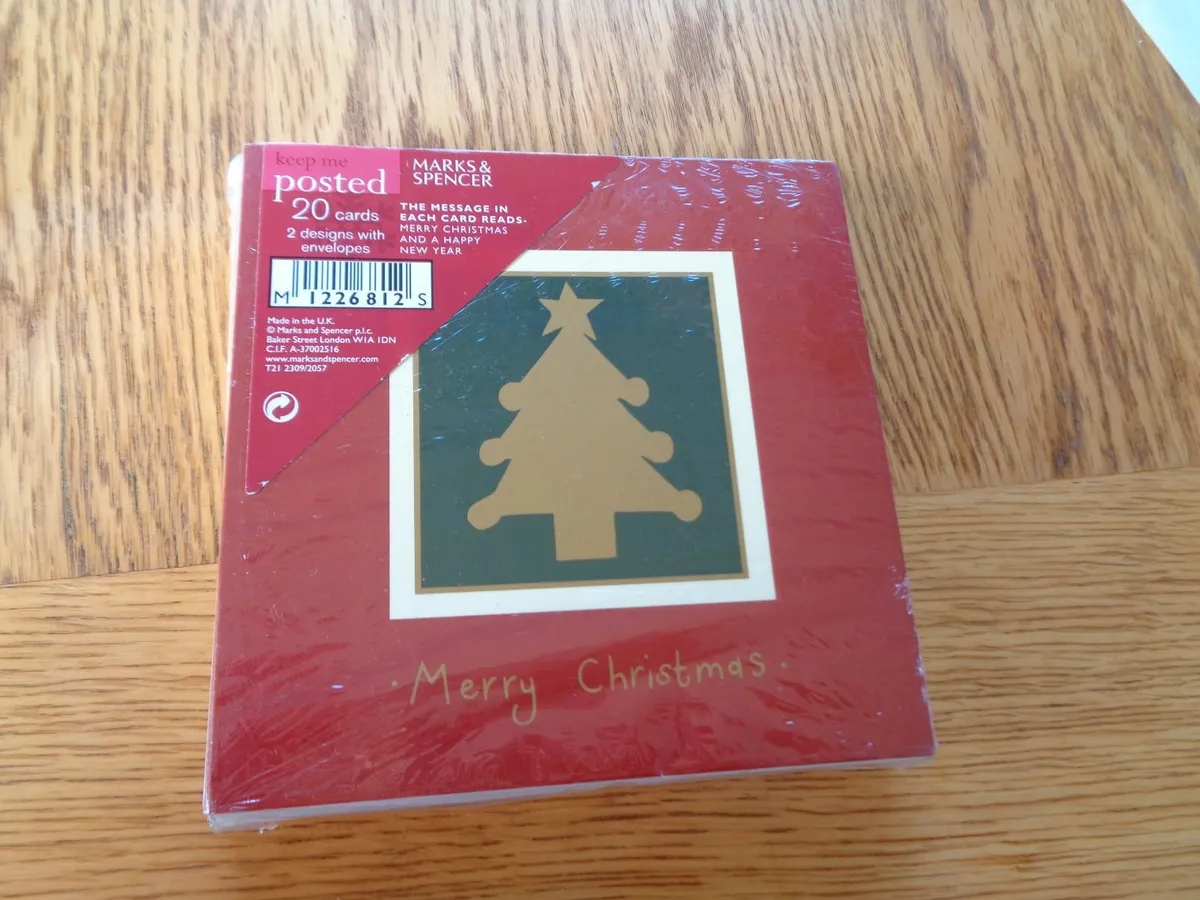 keep me
posted
20 cards
2 designs with
envelopes
MARKS &
SPENCER
THE MESSAGE IN
EACH CARD READS-
MERRY CHRISTMAS
AND A HAPPY
NEW YEAR
M 1226812 S
Made in the U.K.
© Marks and Spencer p.l.c.
Baker Street London W1A 1DN
C.I.F. A-37002516
www.marksandspencer.com
T21 2309/2057
· Merry Christmas ·